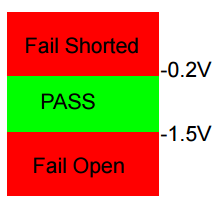 Fail Shorted
-0.2V
PASS
-1.5V
Fail Open